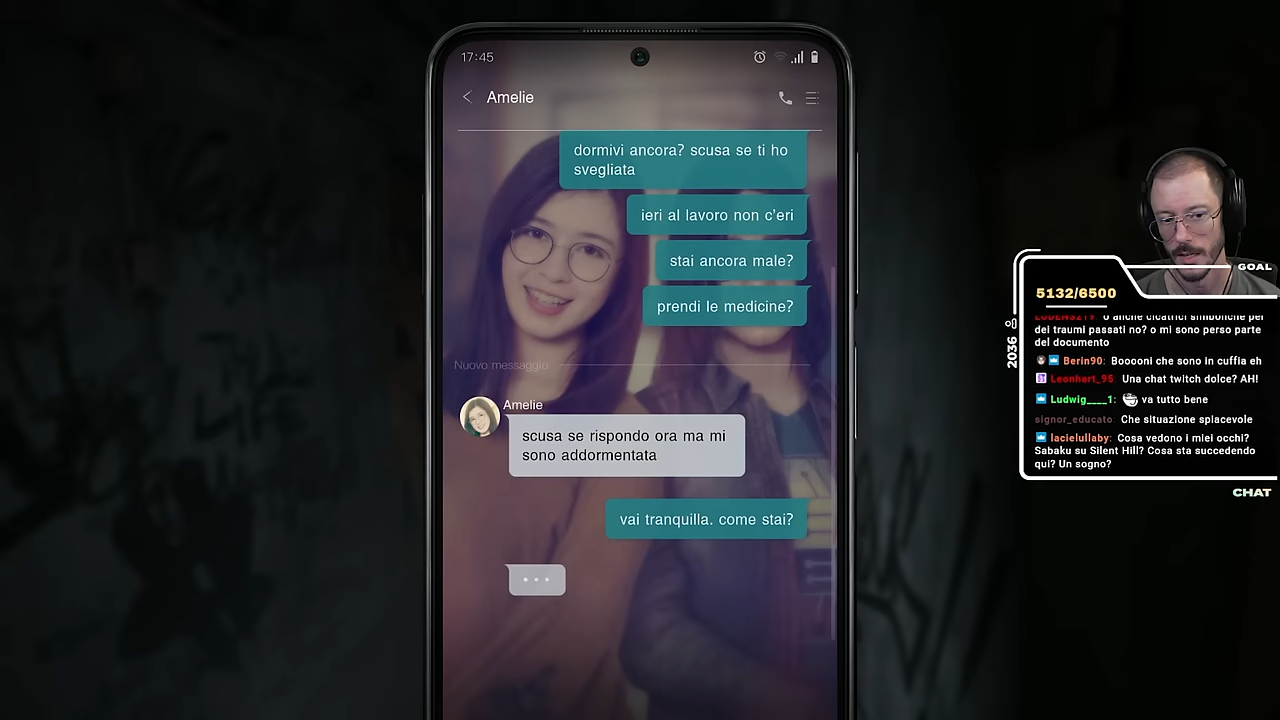 17:45
Amelie
dormivi ancora? scusa se ti ho
svegliata
ieri al lavoro non c'eri
stai ancora male?
prendi le medicine?
Nuovo messaggio
Amelie
scusa se rispondo ora ma mi
sono addormentata
vai tranquilla. come stai?
GOAL
5132/6500
2036
LUDENS219: o anche cicatrici simboliche per
dei traumi passati no? o mi sono perso parte
del documento
Berin90: Booooni che sono in cuffia eh
Leonhart_95: Una chat twitch dolce? AH!
Ludwig____1: va tutto bene
signor_educato: Che situazione spiacevole
lacielullaby: Cosa vedono i miei occhi?
Sabaku su Silent Hill? Cosa sta succedendo
qui? Un sogno?
CHAT